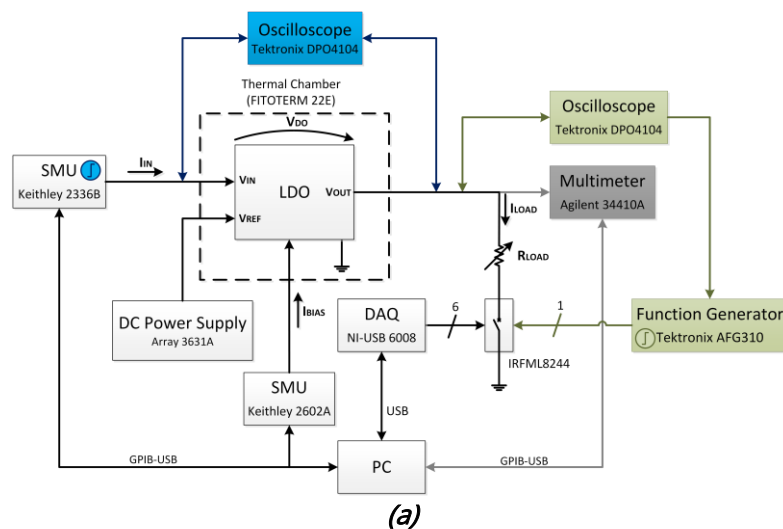 Oscilloscope
Tektronix DPO4104
Thermal Chamber
(FITOTERM 22E)
VDO
Oscilloscope
Tektronix DPO4104
SMU
Keithley 2336B
IIN
VIN
LDO
VOUT
VREF
Multimeter
Agilent 34410A
ILOAD
RLOAD
IBIAS
DC Power Supply
Array 3631A
DAQ
NI-USB 6008
6
1
IRFML8244
Function Generator
Tektronix AFG310
SMU
Keithley 2602A
USB
GPIB-USB
PC
GPIB-USB
(a)